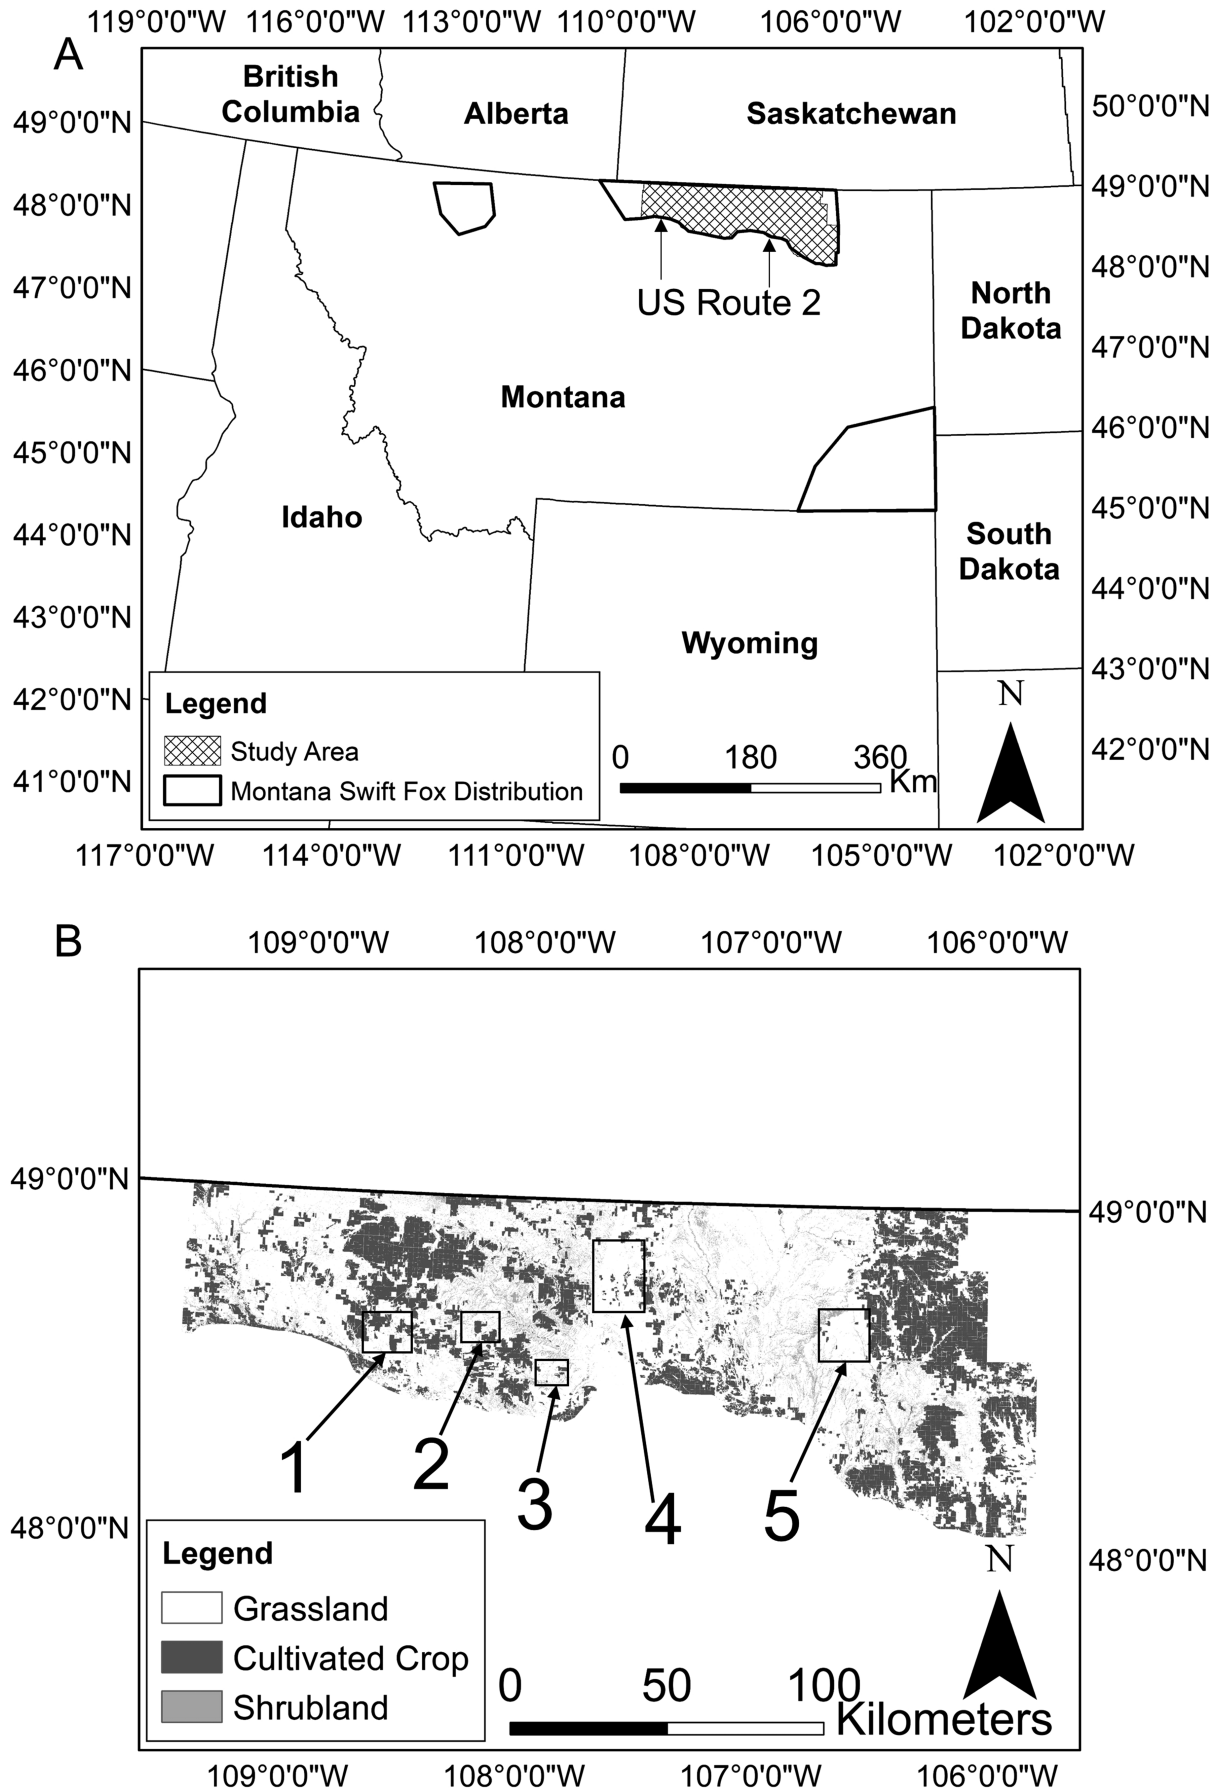 119°0'0"W 116°0'0"W 113°0'0"W 110°0'0"W 106°0'0"W 102°0'0"W
A
British
Columbia
Alberta
Saskatchewan
50°0'0"N
49°0'0"N
49°0'0"N
48°0'0"N
48°0'0"N
US Route 2
North
Dakota
47°0'0"N
47°0'0"N
46°0'0"N
Montana
46°0'0"N
45°0'0"N
45°0'0"N
Idaho
44°0'0"N
South
Dakota
44°0'0"N
43°0'0"N
Wyoming
43°0'0"N
42°0'0"N
N
Legend
Study Area
Montana Swift Fox Distribution
0 180 360
Km
42°0'0"N
41°0'0"N
117°0'0"W 114°0'0"W 111°0'0"W 108°0'0"W 105°0'0"W 102°0'0"W
B
109°0'0"W 108°0'0"W 107°0'0"W 106°0'0"W
49°0'0"N
49°0'0"N
1
2
3
4
5
48°0'0"N
48°0'0"N
N
Legend
Grassland
Cultivated Crop
Shrubland
0 50 100
Kilometers
109°0'0"W 108°0'0"W 107°0'0"W 106°0'0"W